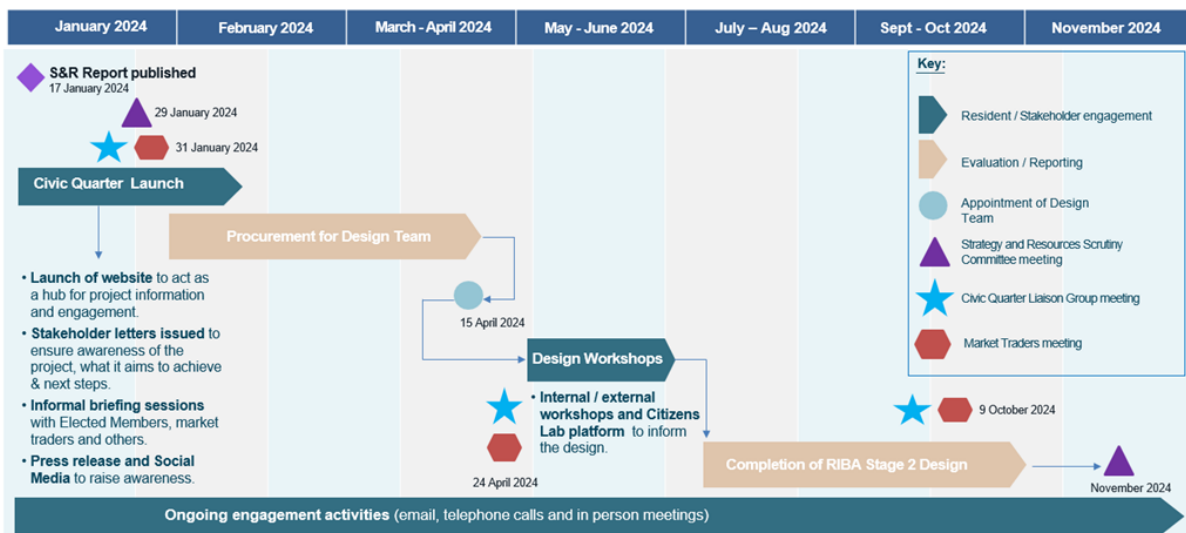 January 2024
February 2024
March - April 2024
May - June 2024
July – Aug 2024
Sept - Oct 2024
November 2024
S&R Report published
17 January 2024
29 January 2024
31 January 2024
Civic Quarter Launch
Procurement for Design Team
• Launch of website to act as
a hub for project information
and engagement.
• Stakeholder letters issued to
ensure awareness of the
project, what it aims to achieve
& next steps.
• Informal briefing sessions
with Elected Members, market
traders and others.
• Press release and Social
Media to raise awareness.
15 April 2024
24 April 2024
Design Workshops
• Internal / external
workshops and Citizens
Lab platform to inform
the design.
Completion of RIBA Stage 2 Design
9 October 2024
November 2024
Key:
Resident / Stakeholder engagement
Evaluation / Reporting
Appointment of Design
Team
Strategy and Resources Scrutiny
Committee meeting
Civic Quarter Liaison Group meeting
Market Traders meeting
Ongoing engagement activities (email, telephone calls and in person meetings)